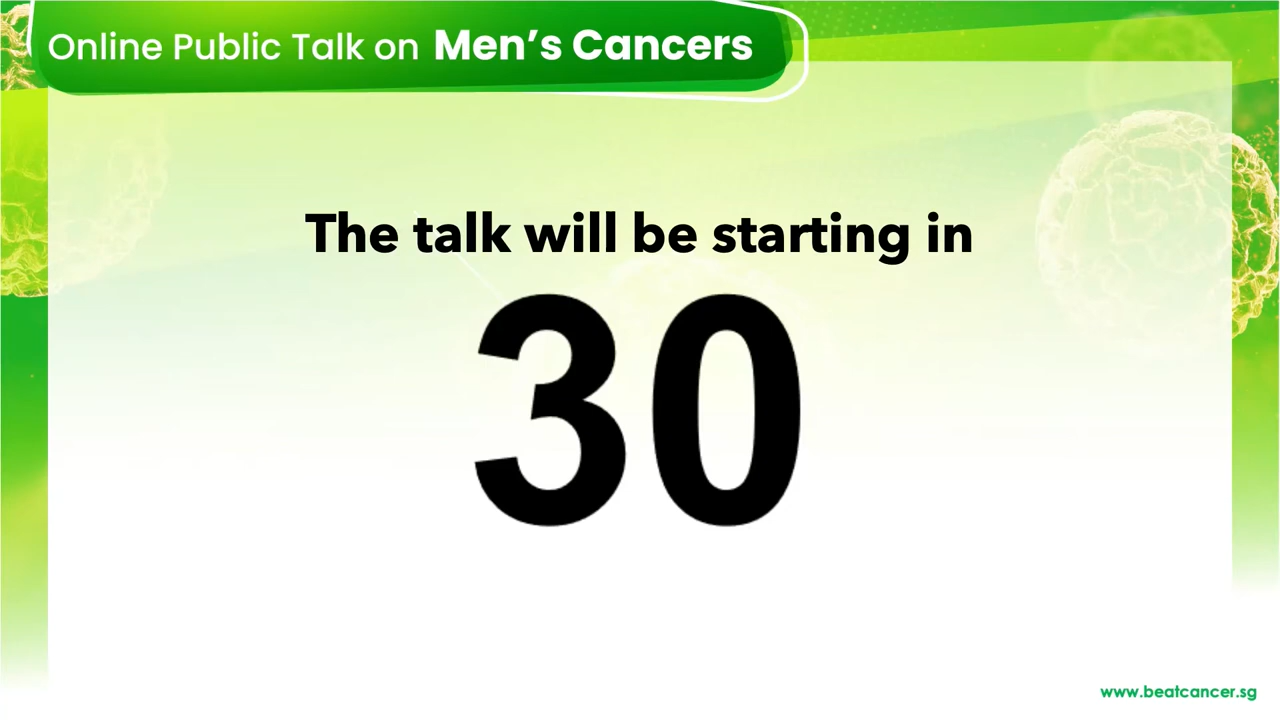 Online Public Talk on Men’s Cancers
The talk will be starting in
30
www.beatcancer.sg